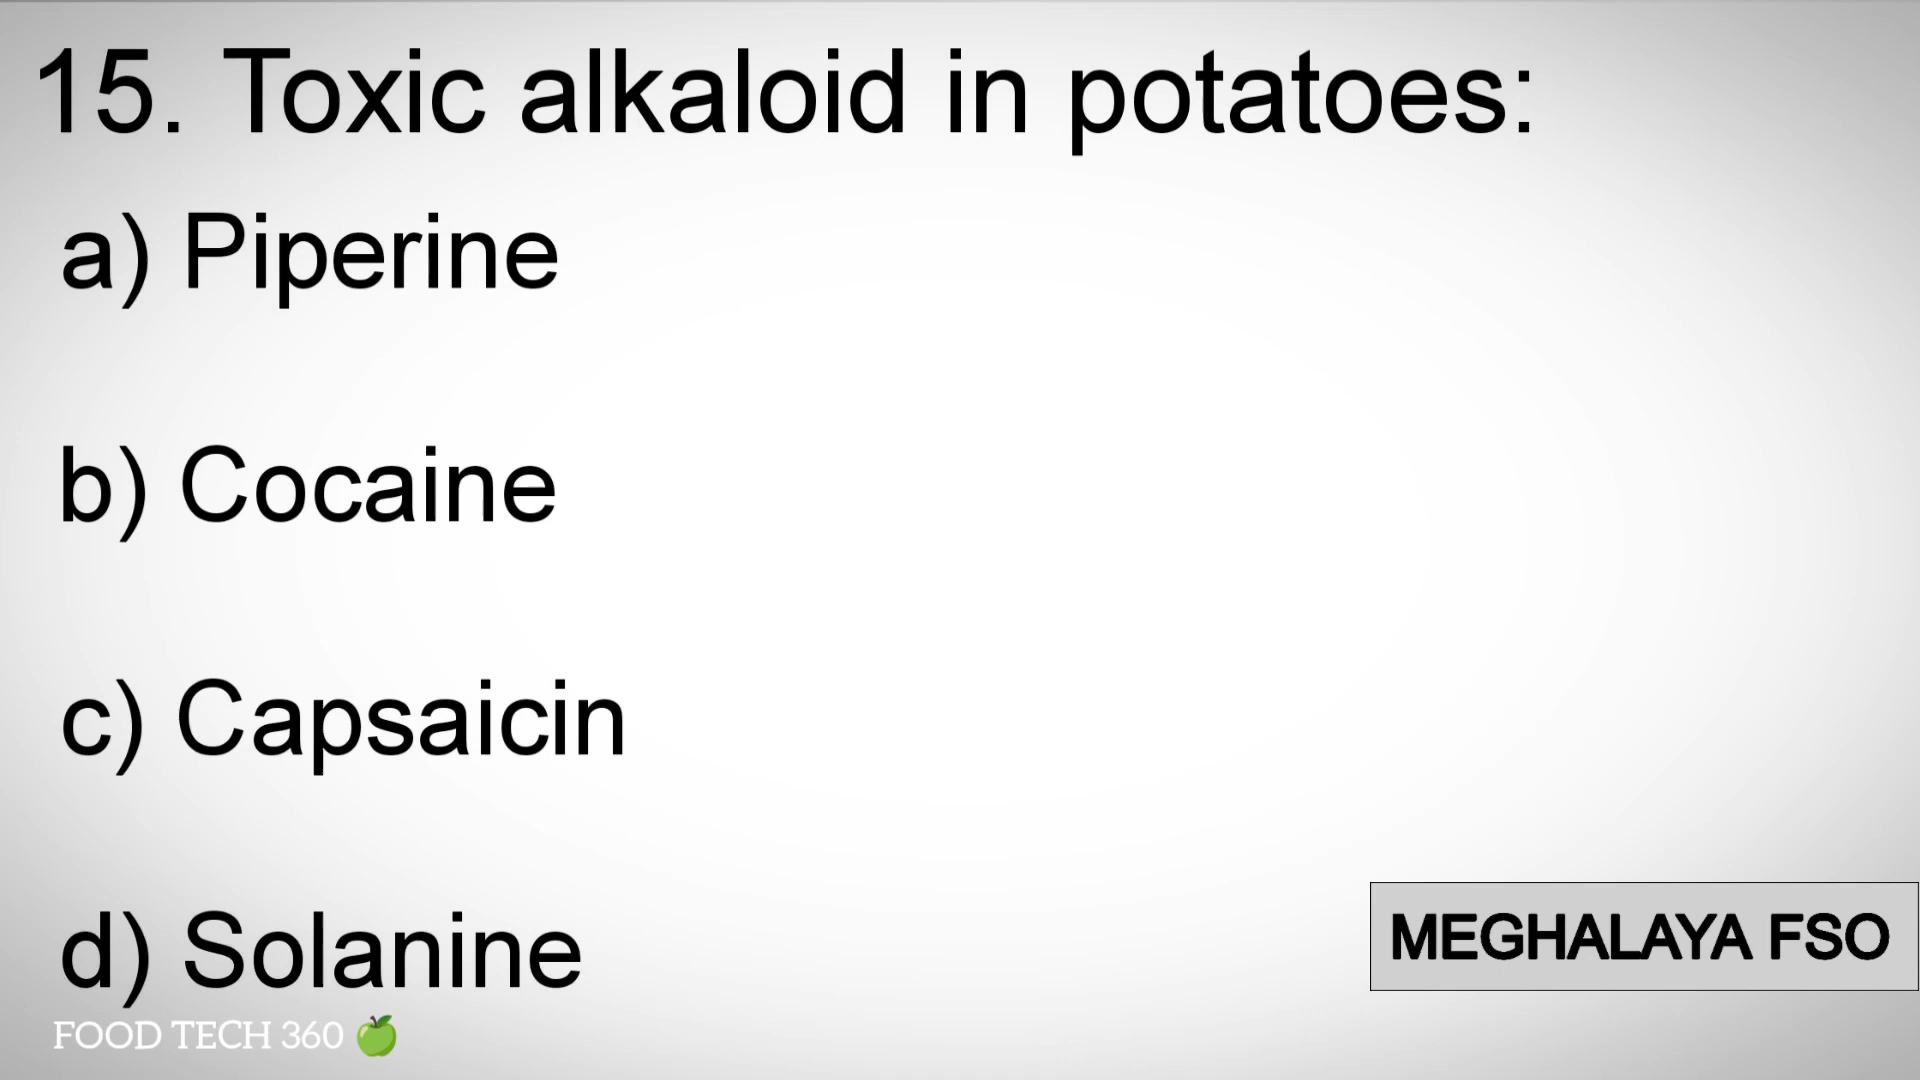 15. Toxic alkaloid in potatoes:
a) Piperine
b) Cocaine
c) Capsaicin
d) Solanine
MEGHALAYA FSO
FOOD TECH 360